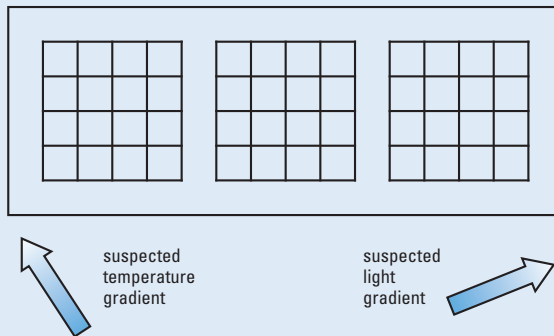 suspected
temperature
gradient
suspected
light
gradient